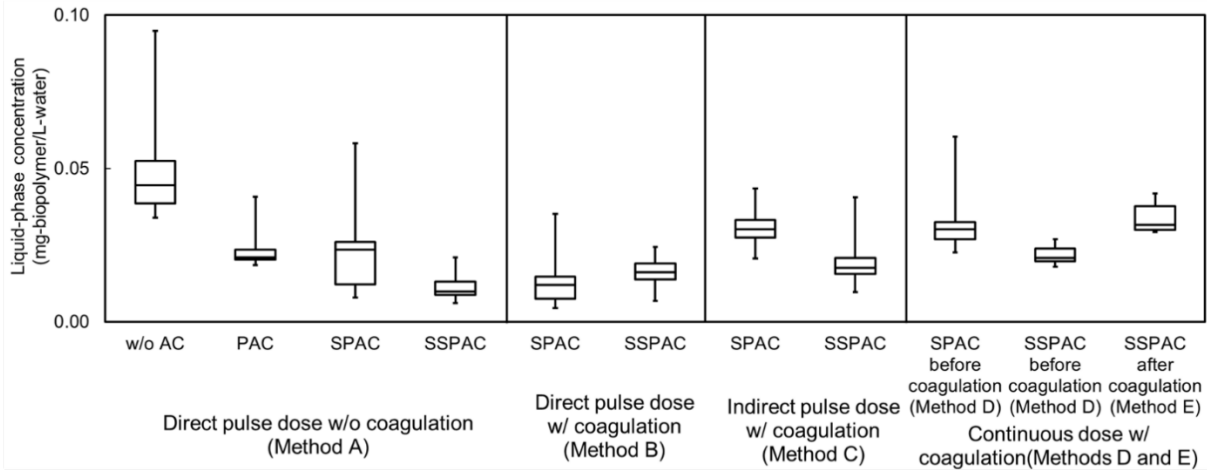 Liquid-phase concentration
(mg-biopolymer/L-water)
0.10
0.05
0.00
w/o AC
PAC
SPAC
SSPAC
SPAC
SSPAC
SPAC
SSPAC
SPAC
before
coagulation
(Method D)
SSPAC
before
coagulation
(Method D)
SSPAC
after
coagulation
(Method E)
Direct pulse dose w/o coagulation
(Method A)
Direct pulse dose
w/ coagulation
(Method B)
Indirect pulse dose
w/ coagulation
(Method C)
Continuous dose w/
coagulation(Methods D and E)